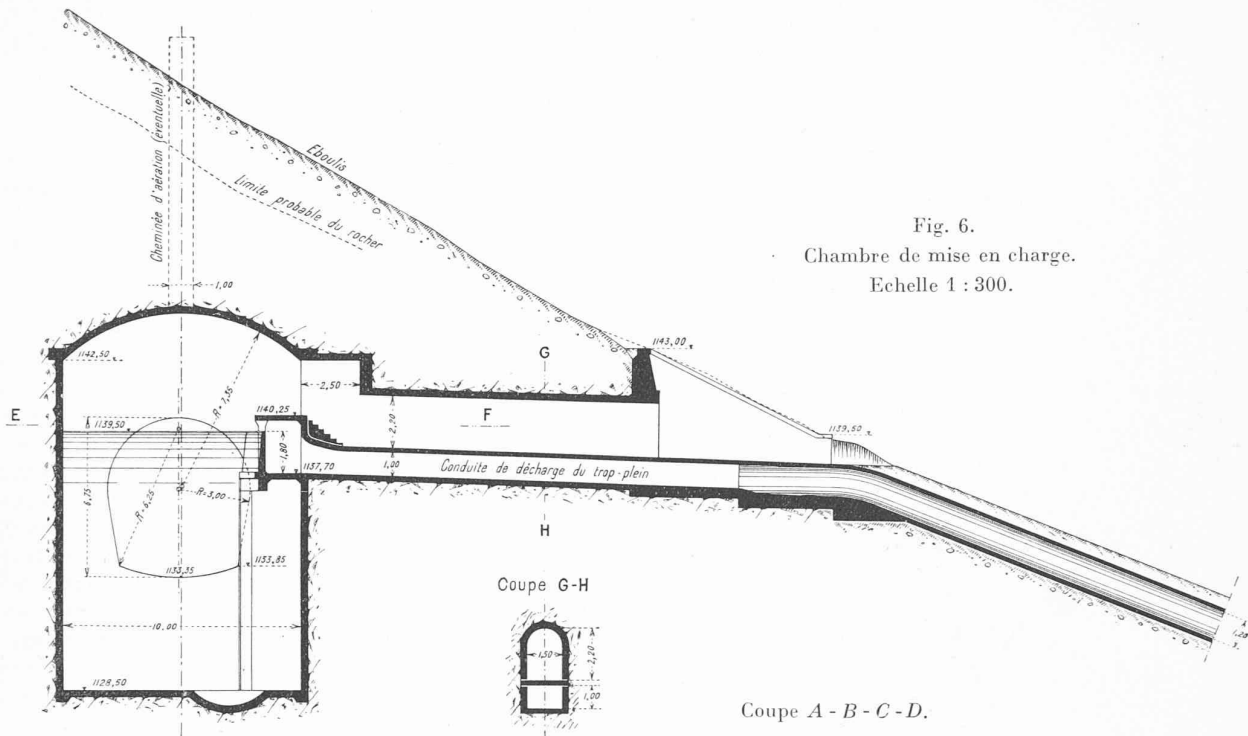 Cheminée d'aération (éventuelle)
Eboulis
Limite probable du rocher
Fig. 6.
Chambre de mise en charge.
Echelle 1 : 300.
1,00
1142,50
R=7,35
2,50
G
1143,00
E
1139,50
1140,25
F
2,20
1139,50
1,80
1,00
Conduite de décharge du trop-plein
1137,70
6,75
R=6,25
R=3,00
H
1133,35
1133,85
Coupe G-H
10,00
1,50
2,20
1,00
1,20
1128,50
Coupe A - B - C - D.